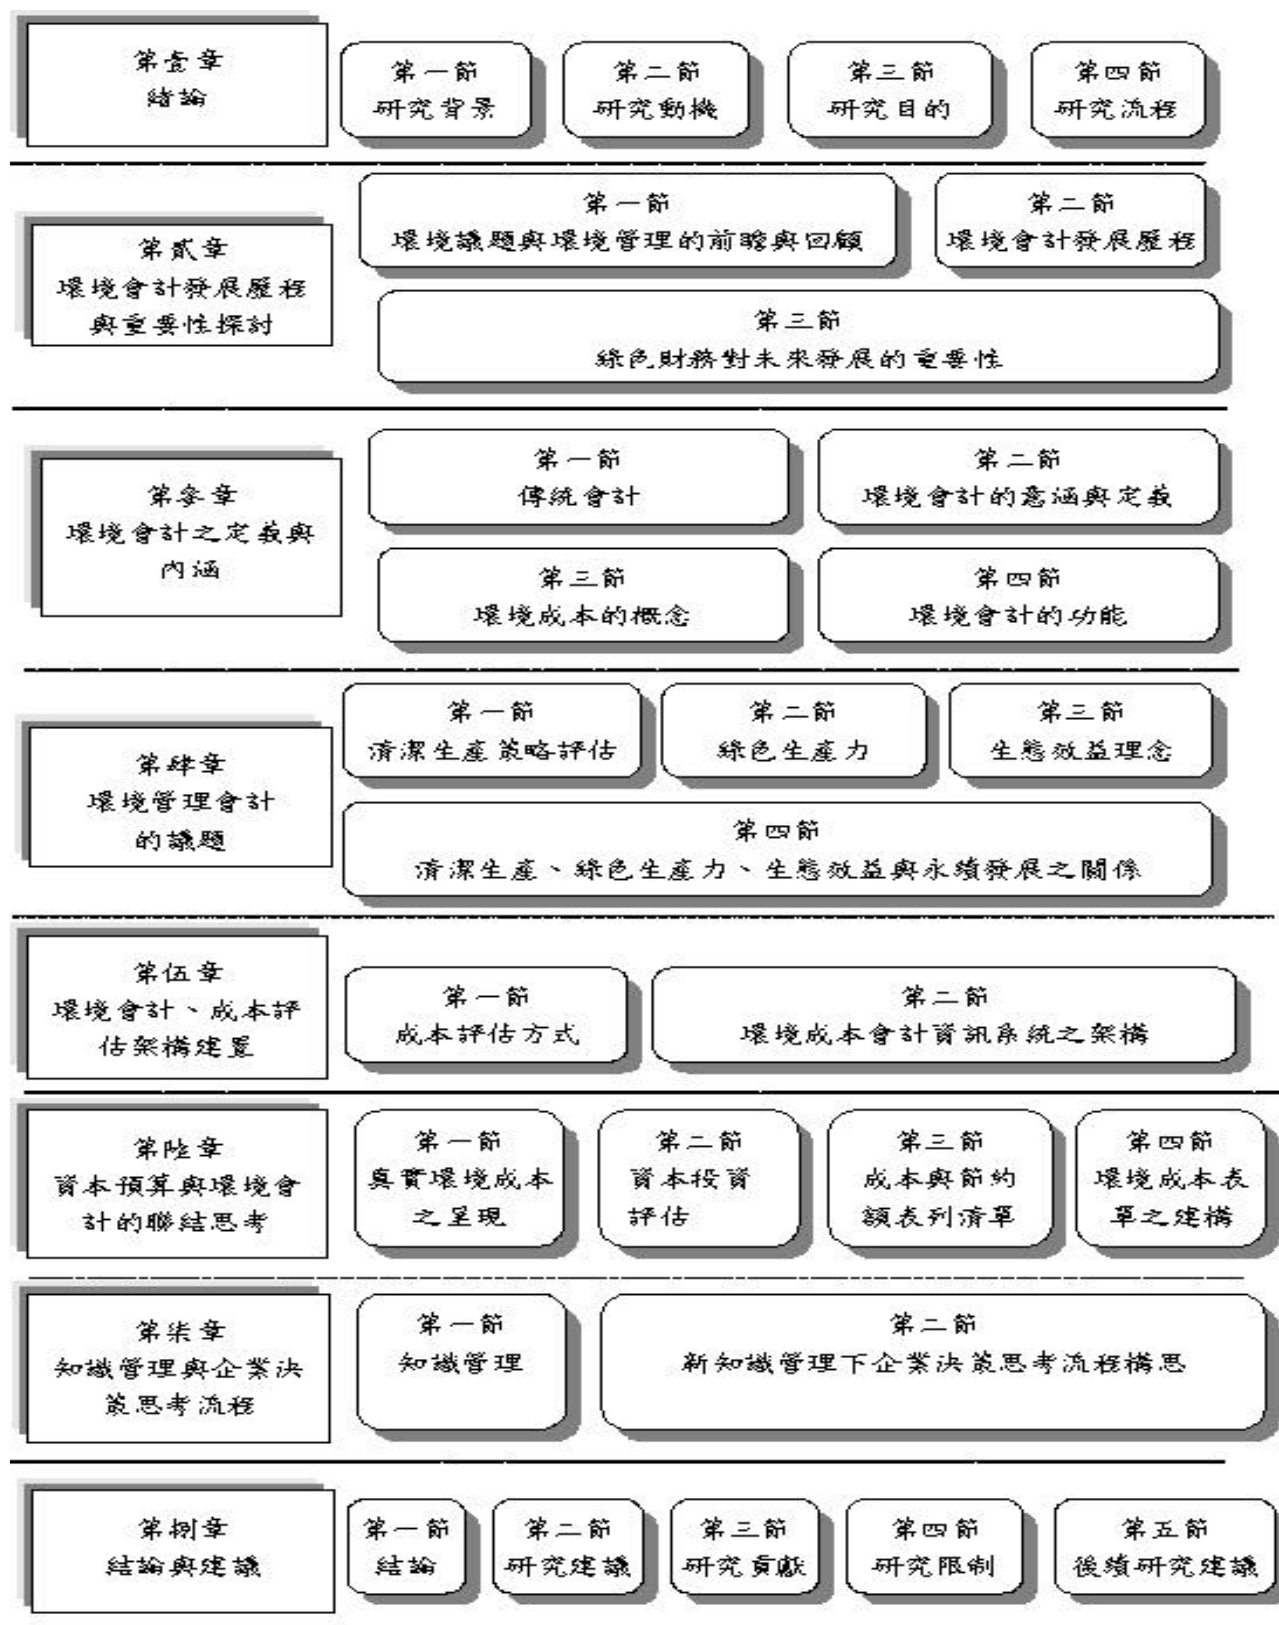 第壹章
緒論
第一節
研究背景
第二節
研究動機
第三節
研究目的
第四節
研究流程
第貳章
環境會計發展歷程
與重要性探討
第一節
環境議題與環境管理的前瞻與回顧
第二節
環境會計發展歷程
第三節
綠色財務對未來發展的重要性
第參章
環境會計之定義與
內涵
第一節
傳統會計
第二節
環境會計的意涵與定義
第三節
環境成本的概念
第四節
環境會計的功能
第肆章
環境管理會計
的議題
第一節
清潔生產策略評估
第二節
綠色生產力
第三節
生態效益理念
第四節
清潔生產、綠色生產力、生態效益與永續發展之關係
第伍章
環境會計、成本評
估架構建置
第一節
成本評估方式
第二節
環境成本會計資訊系統之架構
第陸章
資本預算與環境會
計的聯結思考
第一節
真實環境成本
之呈現
第二節
資本投資
評估
第三節
成本與節約
額表列清單
第四節
環境成本表
單之建構
第柒章
知識管理與企業決
策思考流程
第一節
知識管理
第二節
新知識管理下企業決策思考流程構思
第捌章
結論與建議
第一節
結論
第二節
研究建議
第三節
研究貢獻
第四節
研究限制
第五節
後續研究建議